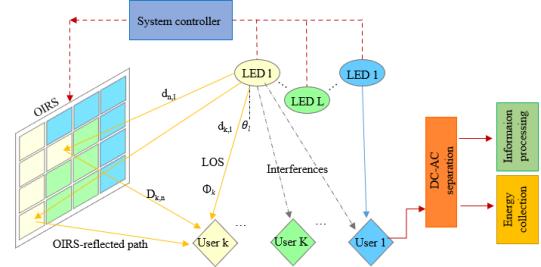 System controller
OIRS
LED l
LED L
LED 1
d_{n,l}
d_{k,l}
θ_l
LOS
Φ_k
Interferences
D_{k,n}
OIRS-reflected path
User k
...
User K
...
User 1
DC-AC
separation
Information
processing
Energy
collection